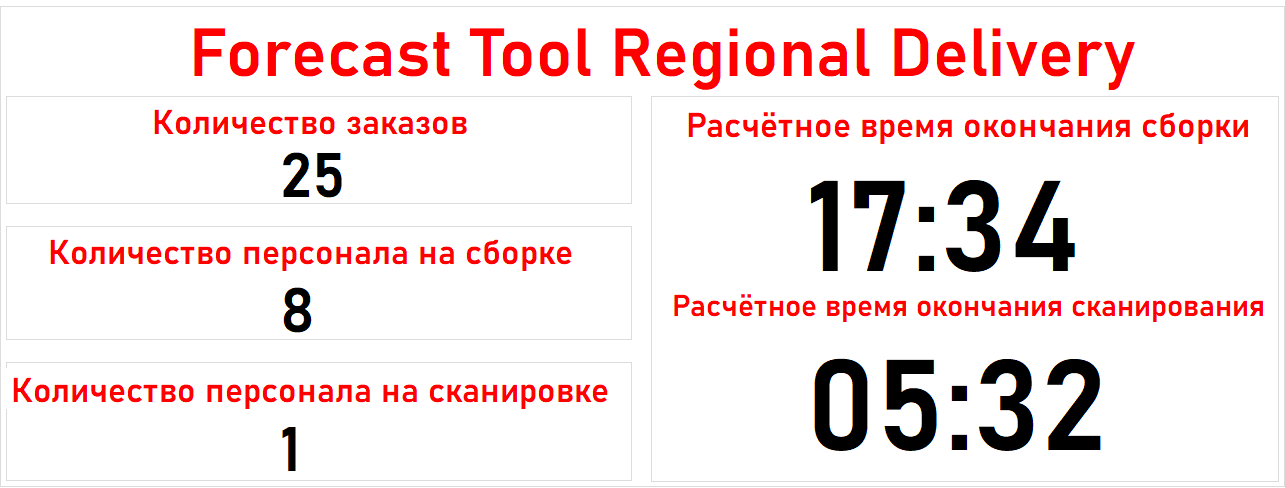 Forecast Tool Regional Delivery
Количество заказов
25
Количество персонала на сборке
8
Количество персонала на сканировке
1
Расчётное время окончания сборки
17:34
Расчётное время окончания сканирования
05:32